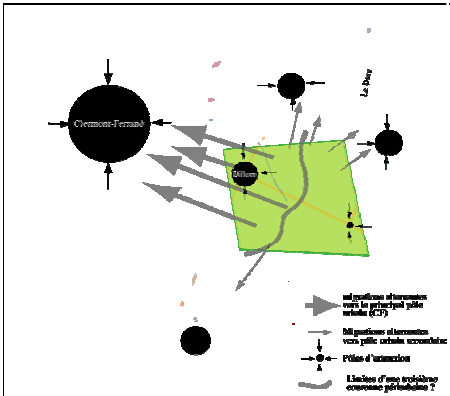 La Dore
Clermont-Ferrand
Billom
migrations alternantes
vers le principal pôle
urbain (CF)
Migrations alternantes
vers pôle urbain secondaire
Pôles d'attraction
Limites d'une troisième
couronne périurbaine ?